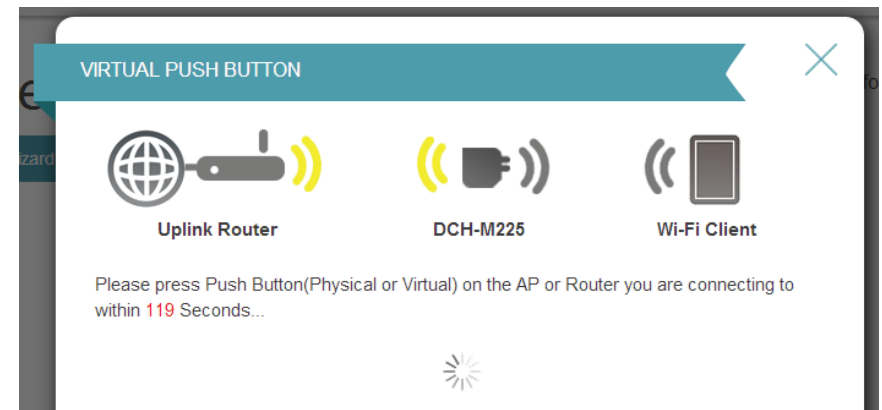 VIRTUAL PUSH BUTTON
izard
Uplink Router
DCH-M225
Wi-Fi Client
Please press Push Button(Physical or Virtual) on the AP or Router you are connecting to
within 119 Seconds...